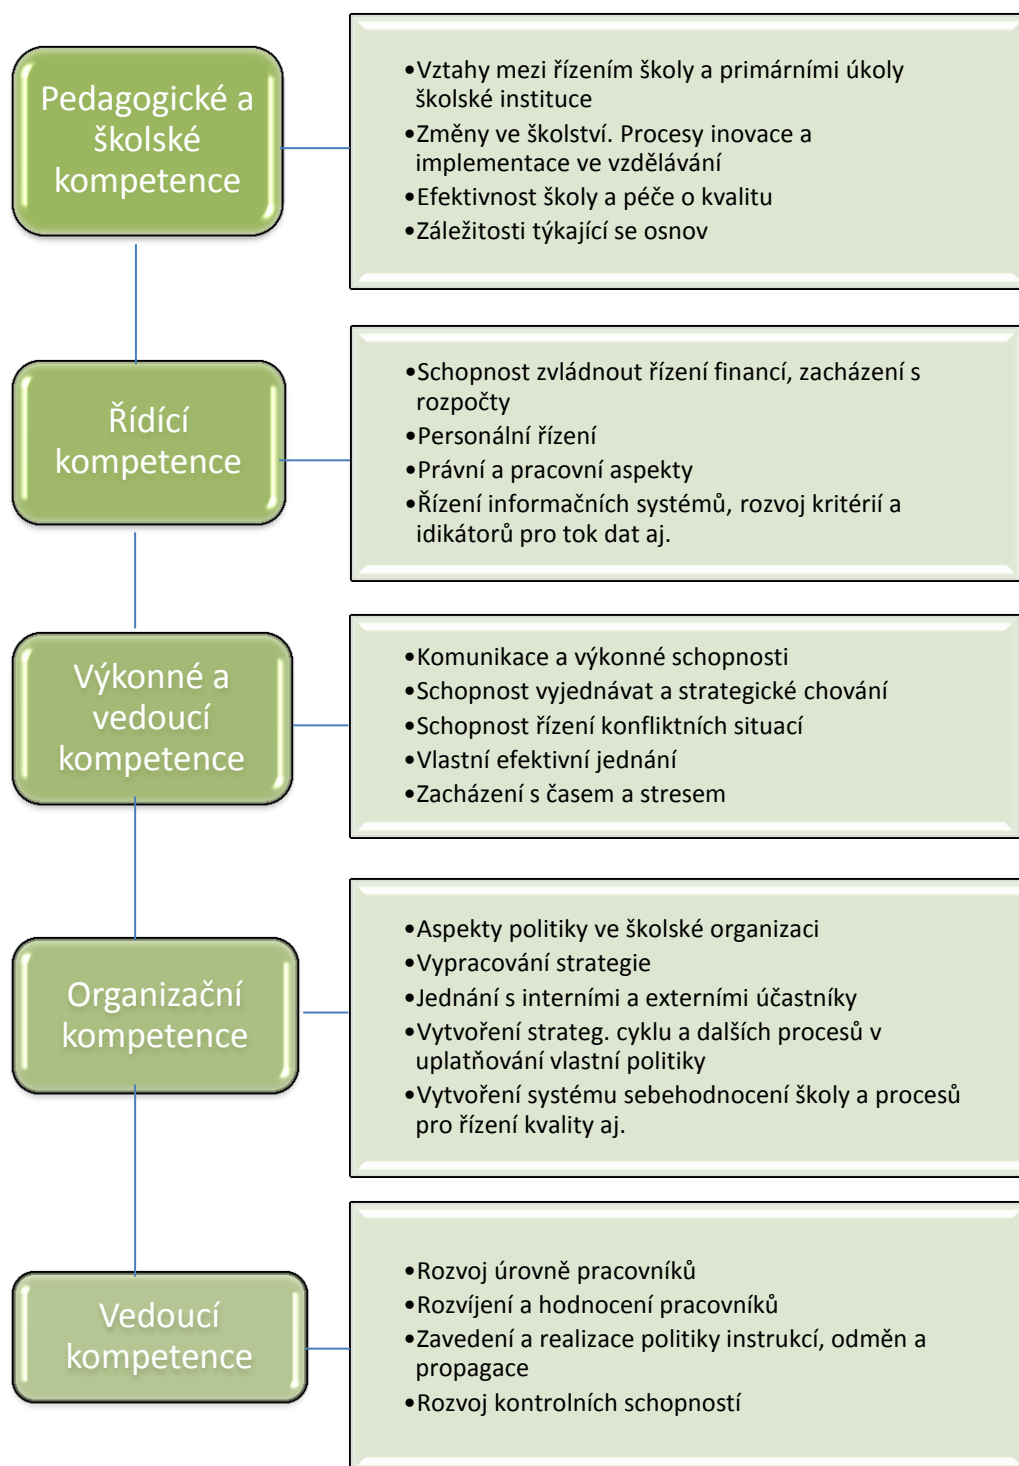 Pedagogické a
školské
kompetence
•Vztahy mezi řízením školy a primárními úkoly
školské instituce
•Změny ve školství. Procesy inovace a
implementace ve vzdělávání
•Efektivnost školy a péče o kvalitu
•Záležitosti týkající se osnov
Řídící
kompetence
•Schopnost zvládnout řízení financí, zacházení s
rozpočty
•Personální řízení
•Právní a pracovní aspekty
•Řízení informačních systémů, rozvoj kritérií a
idikátorů pro tok dat aj.
Výkonné a
vedoucí
kompetence
•Komunikace a výkonné schopnosti
•Schopnost vyjednávat a strategické chování
•Schopnost řízení konfliktních situací
•Vlastní efektivní jednání
•Zacházení s časem a stresem
Organizační
kompetence
•Aspekty politiky ve školské organizaci
•Vypracování strategie
•Jednání s interními a externími účastníky
•Vytvoření strateg. cyklu a dalších procesů v
uplatňování vlastní politiky
•Vytvoření systému sebehodnocení školy a procesů
pro řízení kvality aj.
Vedoucí
kompetence
•Rozvoj úrovně pracovníků
•Rozvíjení a hodnocení pracovníků
•Zavedení a realizace politiky instrukcí, odměn a
propagace
•Rozvoj kontrolních schopností